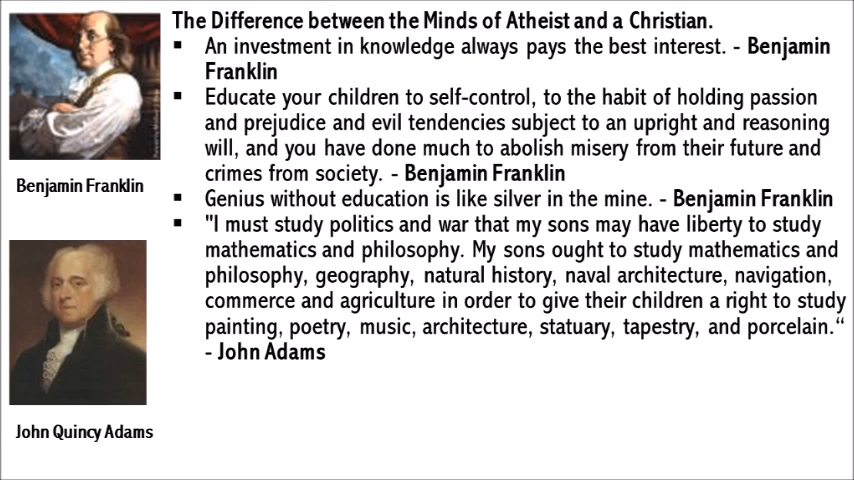 The Difference between the Minds of Atheist and a Christian.
▪ An investment in knowledge always pays the best interest. - Benjamin
Franklin
▪ Educate your children to self-control, to the habit of holding passion
and prejudice and evil tendencies subject to an upright and reasoning
will, and you have done much to abolish misery from their future and
crimes from society. - Benjamin Franklin
▪ Genius without education is like silver in the mine. - Benjamin Franklin
▪ "I must study politics and war that my sons may have liberty to study
mathematics and philosophy. My sons ought to study mathematics and
philosophy, geography, natural history, naval architecture, navigation,
commerce and agriculture in order to give their children a right to study
painting, poetry, music, architecture, statuary, tapestry, and porcelain.“
- John Adams
Benjamin Franklin
John Quincy Adams